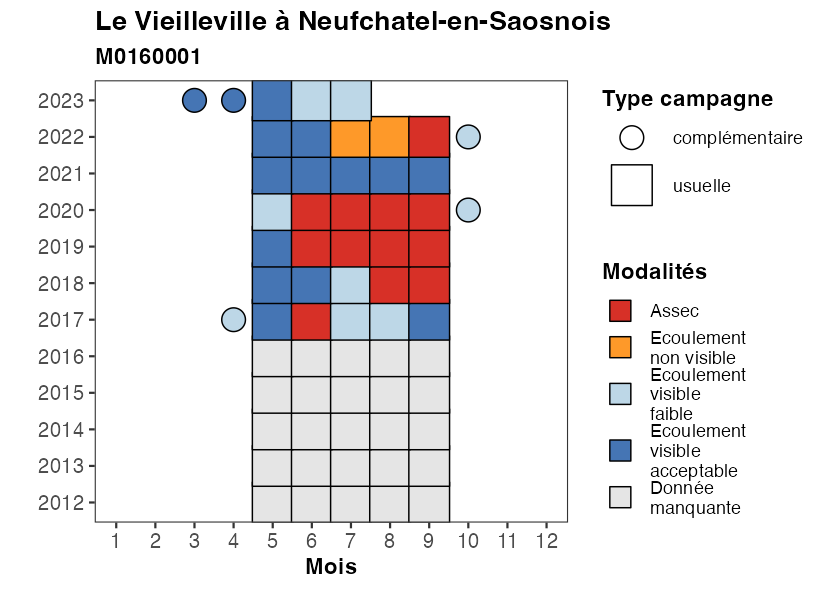 Le Vieilleville à Neufchatel-en-Saosnois
M0160001
2023
2022
2021
2020
2019
2018
2017
2016
2015
2014
2013
2012
1 2 3 4 5 6 7 8 9 10 11 12
Mois
Type campagne
complémentaire
usuelle
Modalités
Assec
Ecoulement
non visible
Ecoulement
visible
faible
Ecoulement
visible
acceptable
Donnée
manquante